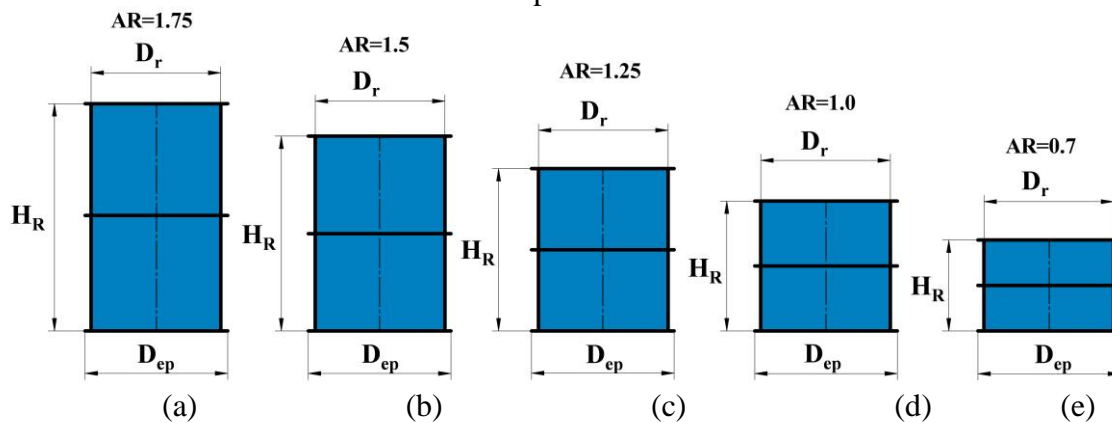 AR=1.75
D_r
H_R
D_ep
(a)
AR=1.5
D_r
H_R
D_ep
(b)
AR=1.25
D_r
H_R
D_ep
(c)
AR=1.0
D_r
H_R
D_ep
(d)
AR=0.7
D_r
H_R
D_ep
(e)